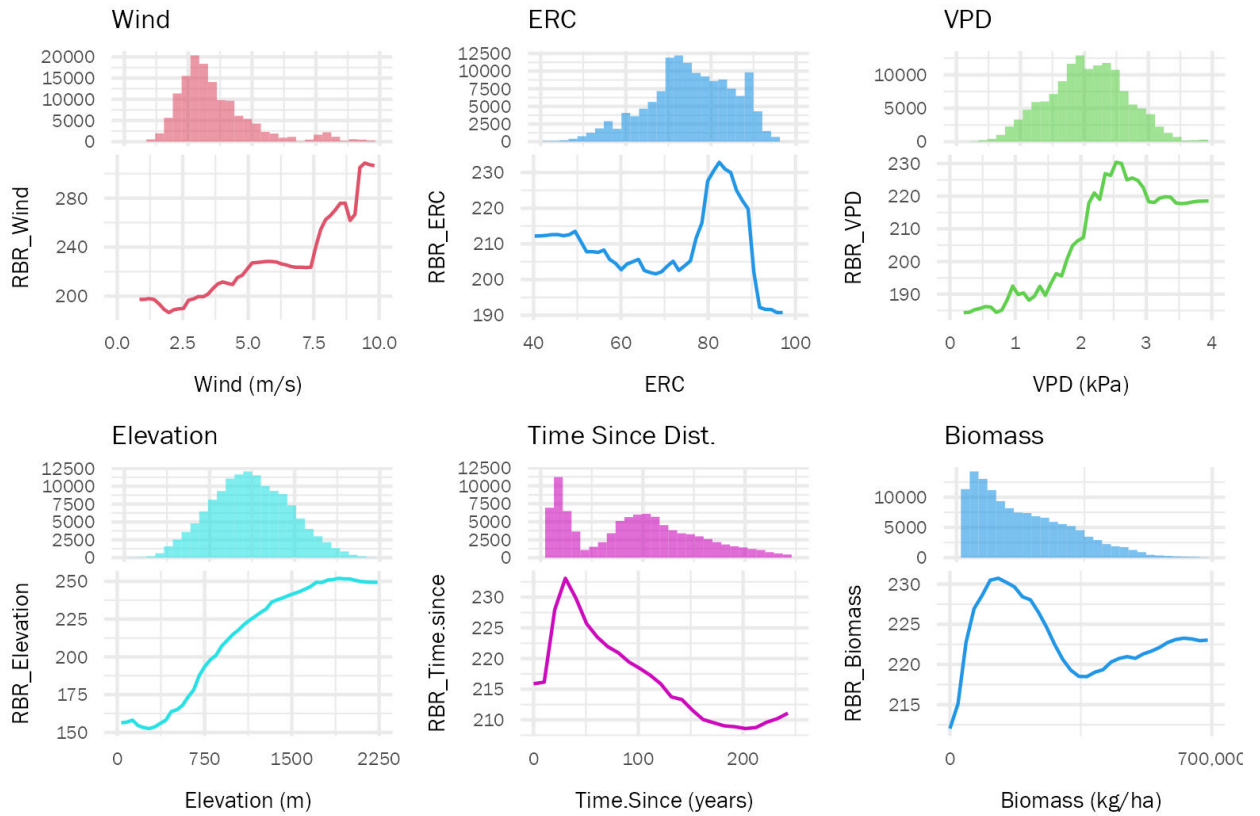 Wind
ERC
VPD
20000
15000
10000
5000
0
12500
10000
7500
5000
2500
0
10000
5000
0
RBR_Wind
280
240
200
RBR_ERC
230
220
210
200
190
RBR_VPD
230
220
210
200
190
0.0 2.5 5.0 7.5 10.0
40 60 80 100
0 1 2 3 4
Wind (m/s)
ERC
VPD (kPa)
Elevation
Time Since Dist.
Biomass
12500
10000
7500
5000
2500
0
12500
10000
7500
5000
2500
0
10000
5000
0
RBR_Elevation
250
225
200
175
150
RBR_Time.since
230
225
220
215
210
RBR_Biomass
230
225
220
215
0 750 1500 2250
0 100 200
0 700,000
Elevation (m)
Time.Since (years)
Biomass (kg/ha)